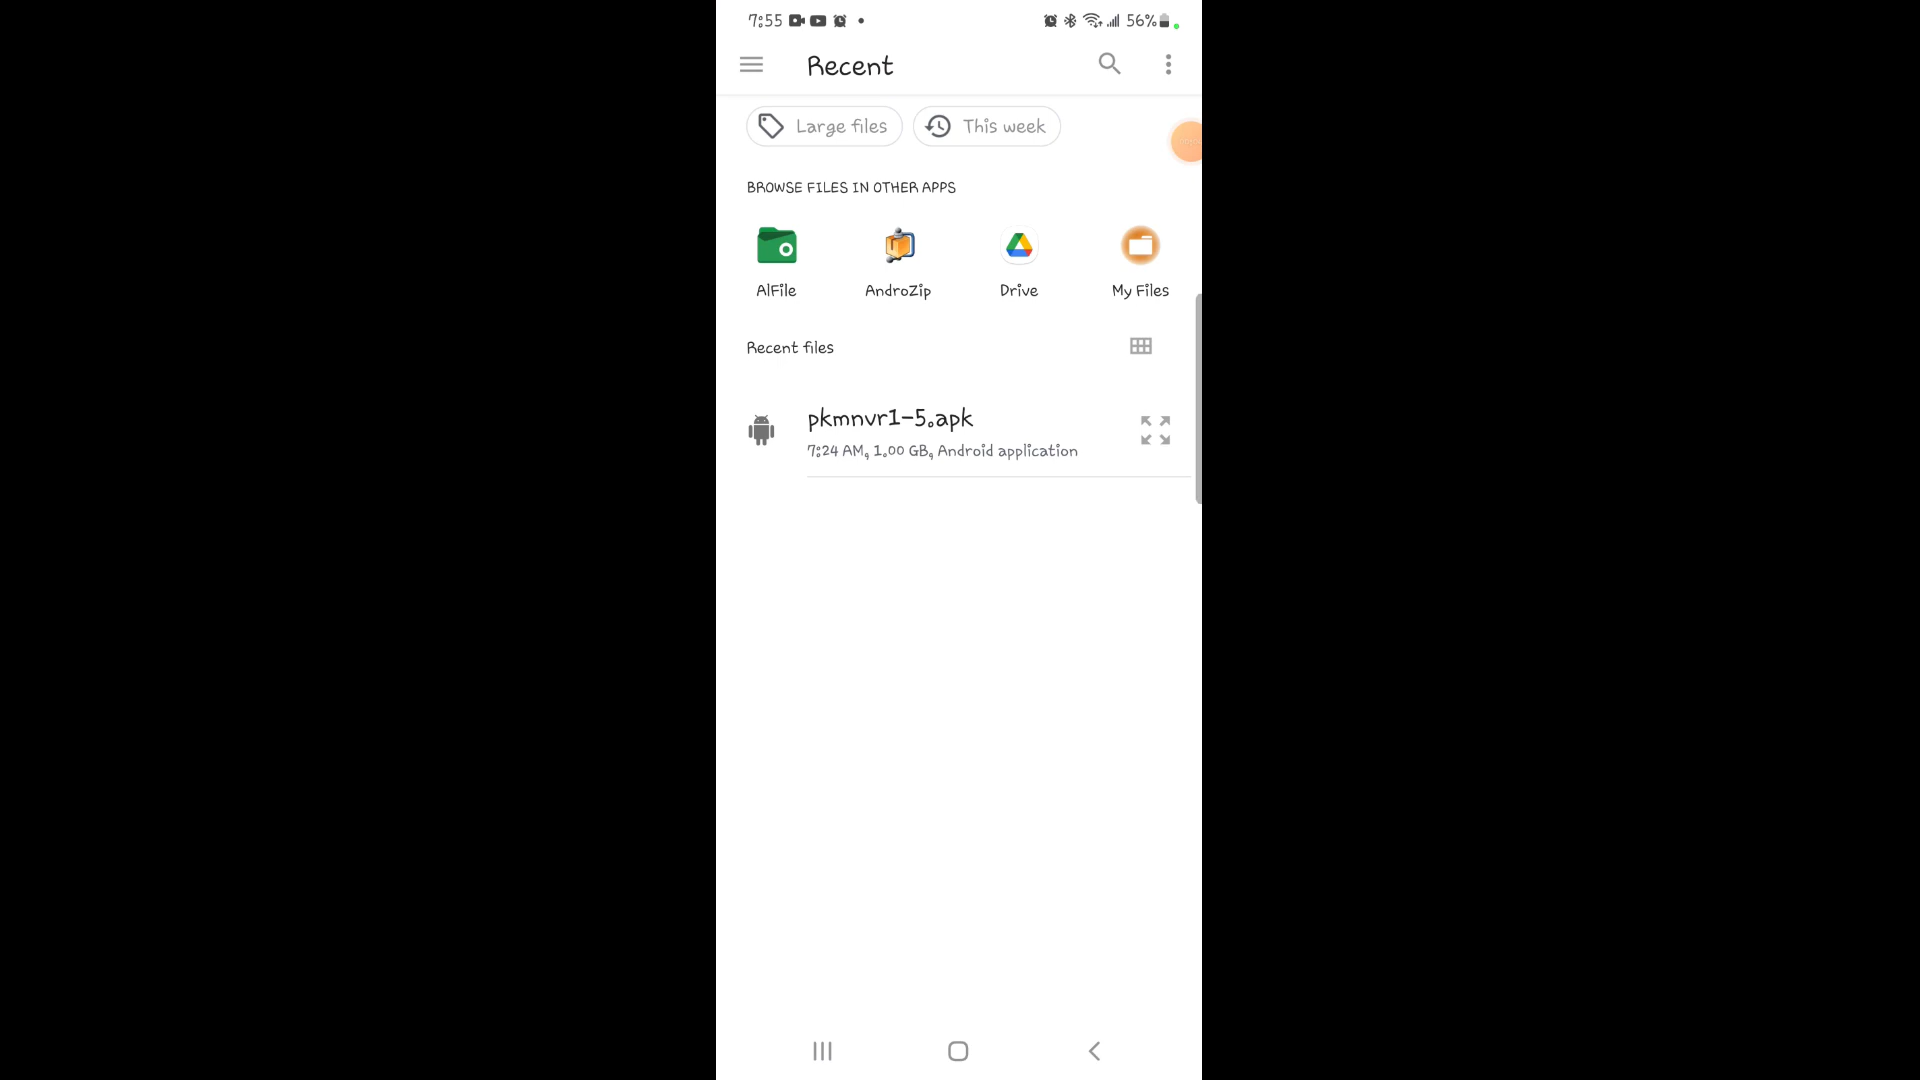 7:55 56%
Recent
Large files This week
BROWSE FILES IN OTHER APPS
AlFile AndroZip Drive My Files
Recent files
pkmnvr1-5.apk
7:24 AM, 1.00 GB, Android application